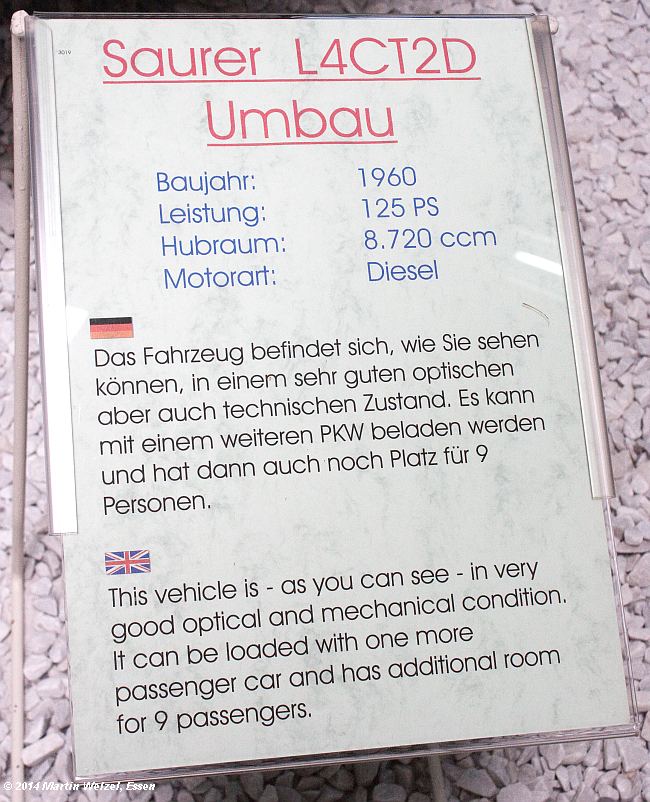 3019
Saurer L4CT2D
Umbau
Baujahr: 1960
Leistung: 125 PS
Hubraum: 8.720 ccm
Motorart: Diesel
Das Fahrzeug befindet sich, wie Sie sehen
können, in einem sehr guten optischen
aber auch technischen Zustand. Es kann
mit einem weiteren PKW beladen werden
und hat dann auch noch Platz für 9
Personen.
This vehicle is - as you can see - in very
good optical and mechanical condition.
It can be loaded with one more
passenger car and has additional room
for 9 passengers.
© 2014 Martin Welzel, Essen